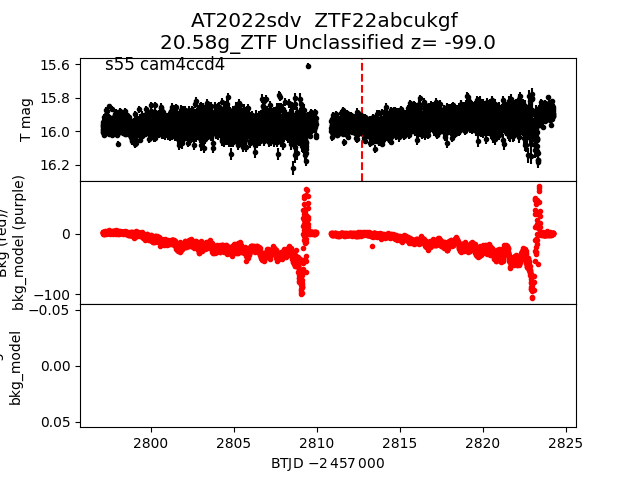 AT2022sdv  ZTF22abcukgf
20.58g_ZTF Unclassified z= -99.0
s55 cam4ccd4
15.6
15.8
16.0
16.2
T mag
0
−100
bkg_model (purple)
−0.05
0.00
0.05
bkg_model
2800
2805
2810
2815
2820
2825
BTJD −2 457 000